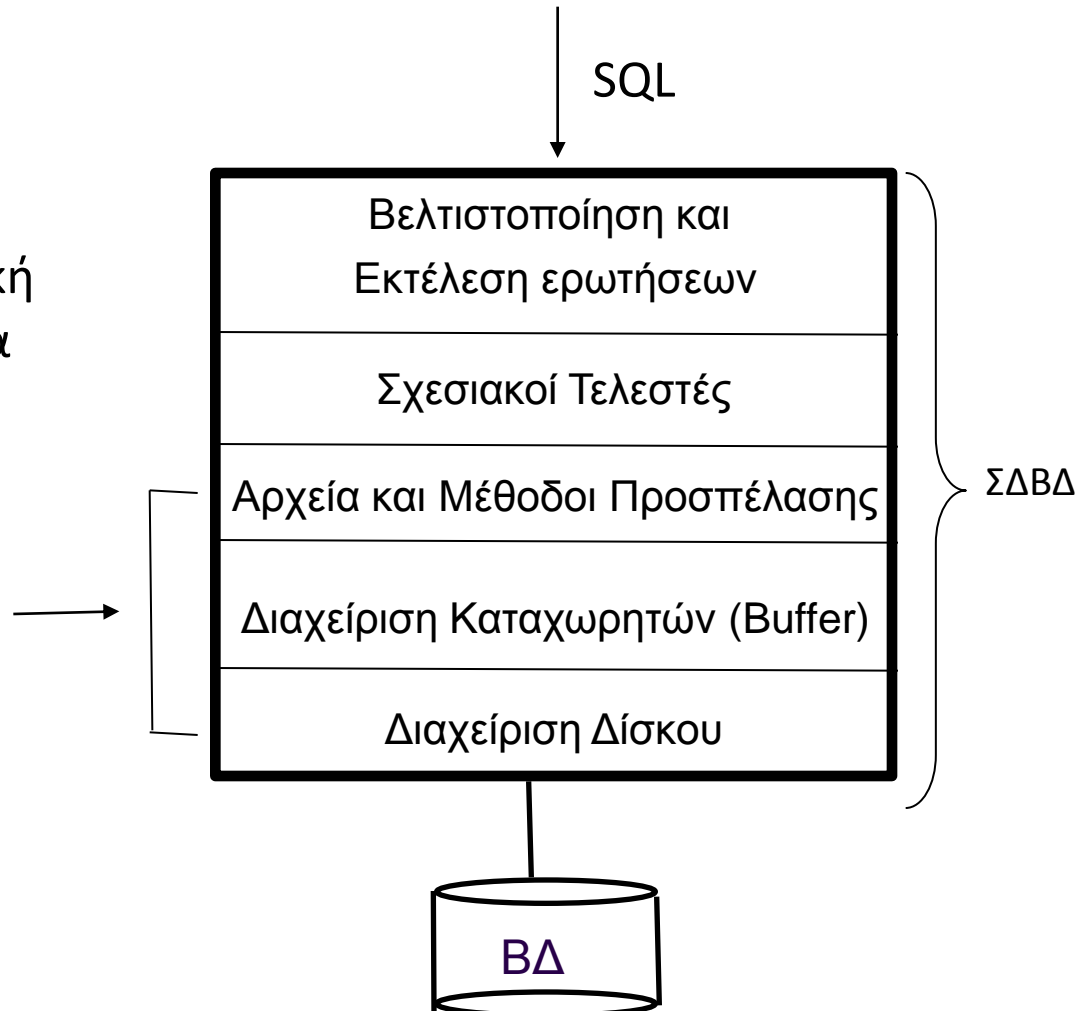 SQL
Βελτιστοποίηση και
Εκτέλεση ερωτήσεων
Σχεσιακοί Τελεστές
Αρχεία και Μέθοδοι Προσπέλασης
Διαχείριση Καταχωρητών (Buffer)
Διαχείριση Δίσκου
ΣΔΒΔ
ΒΔ